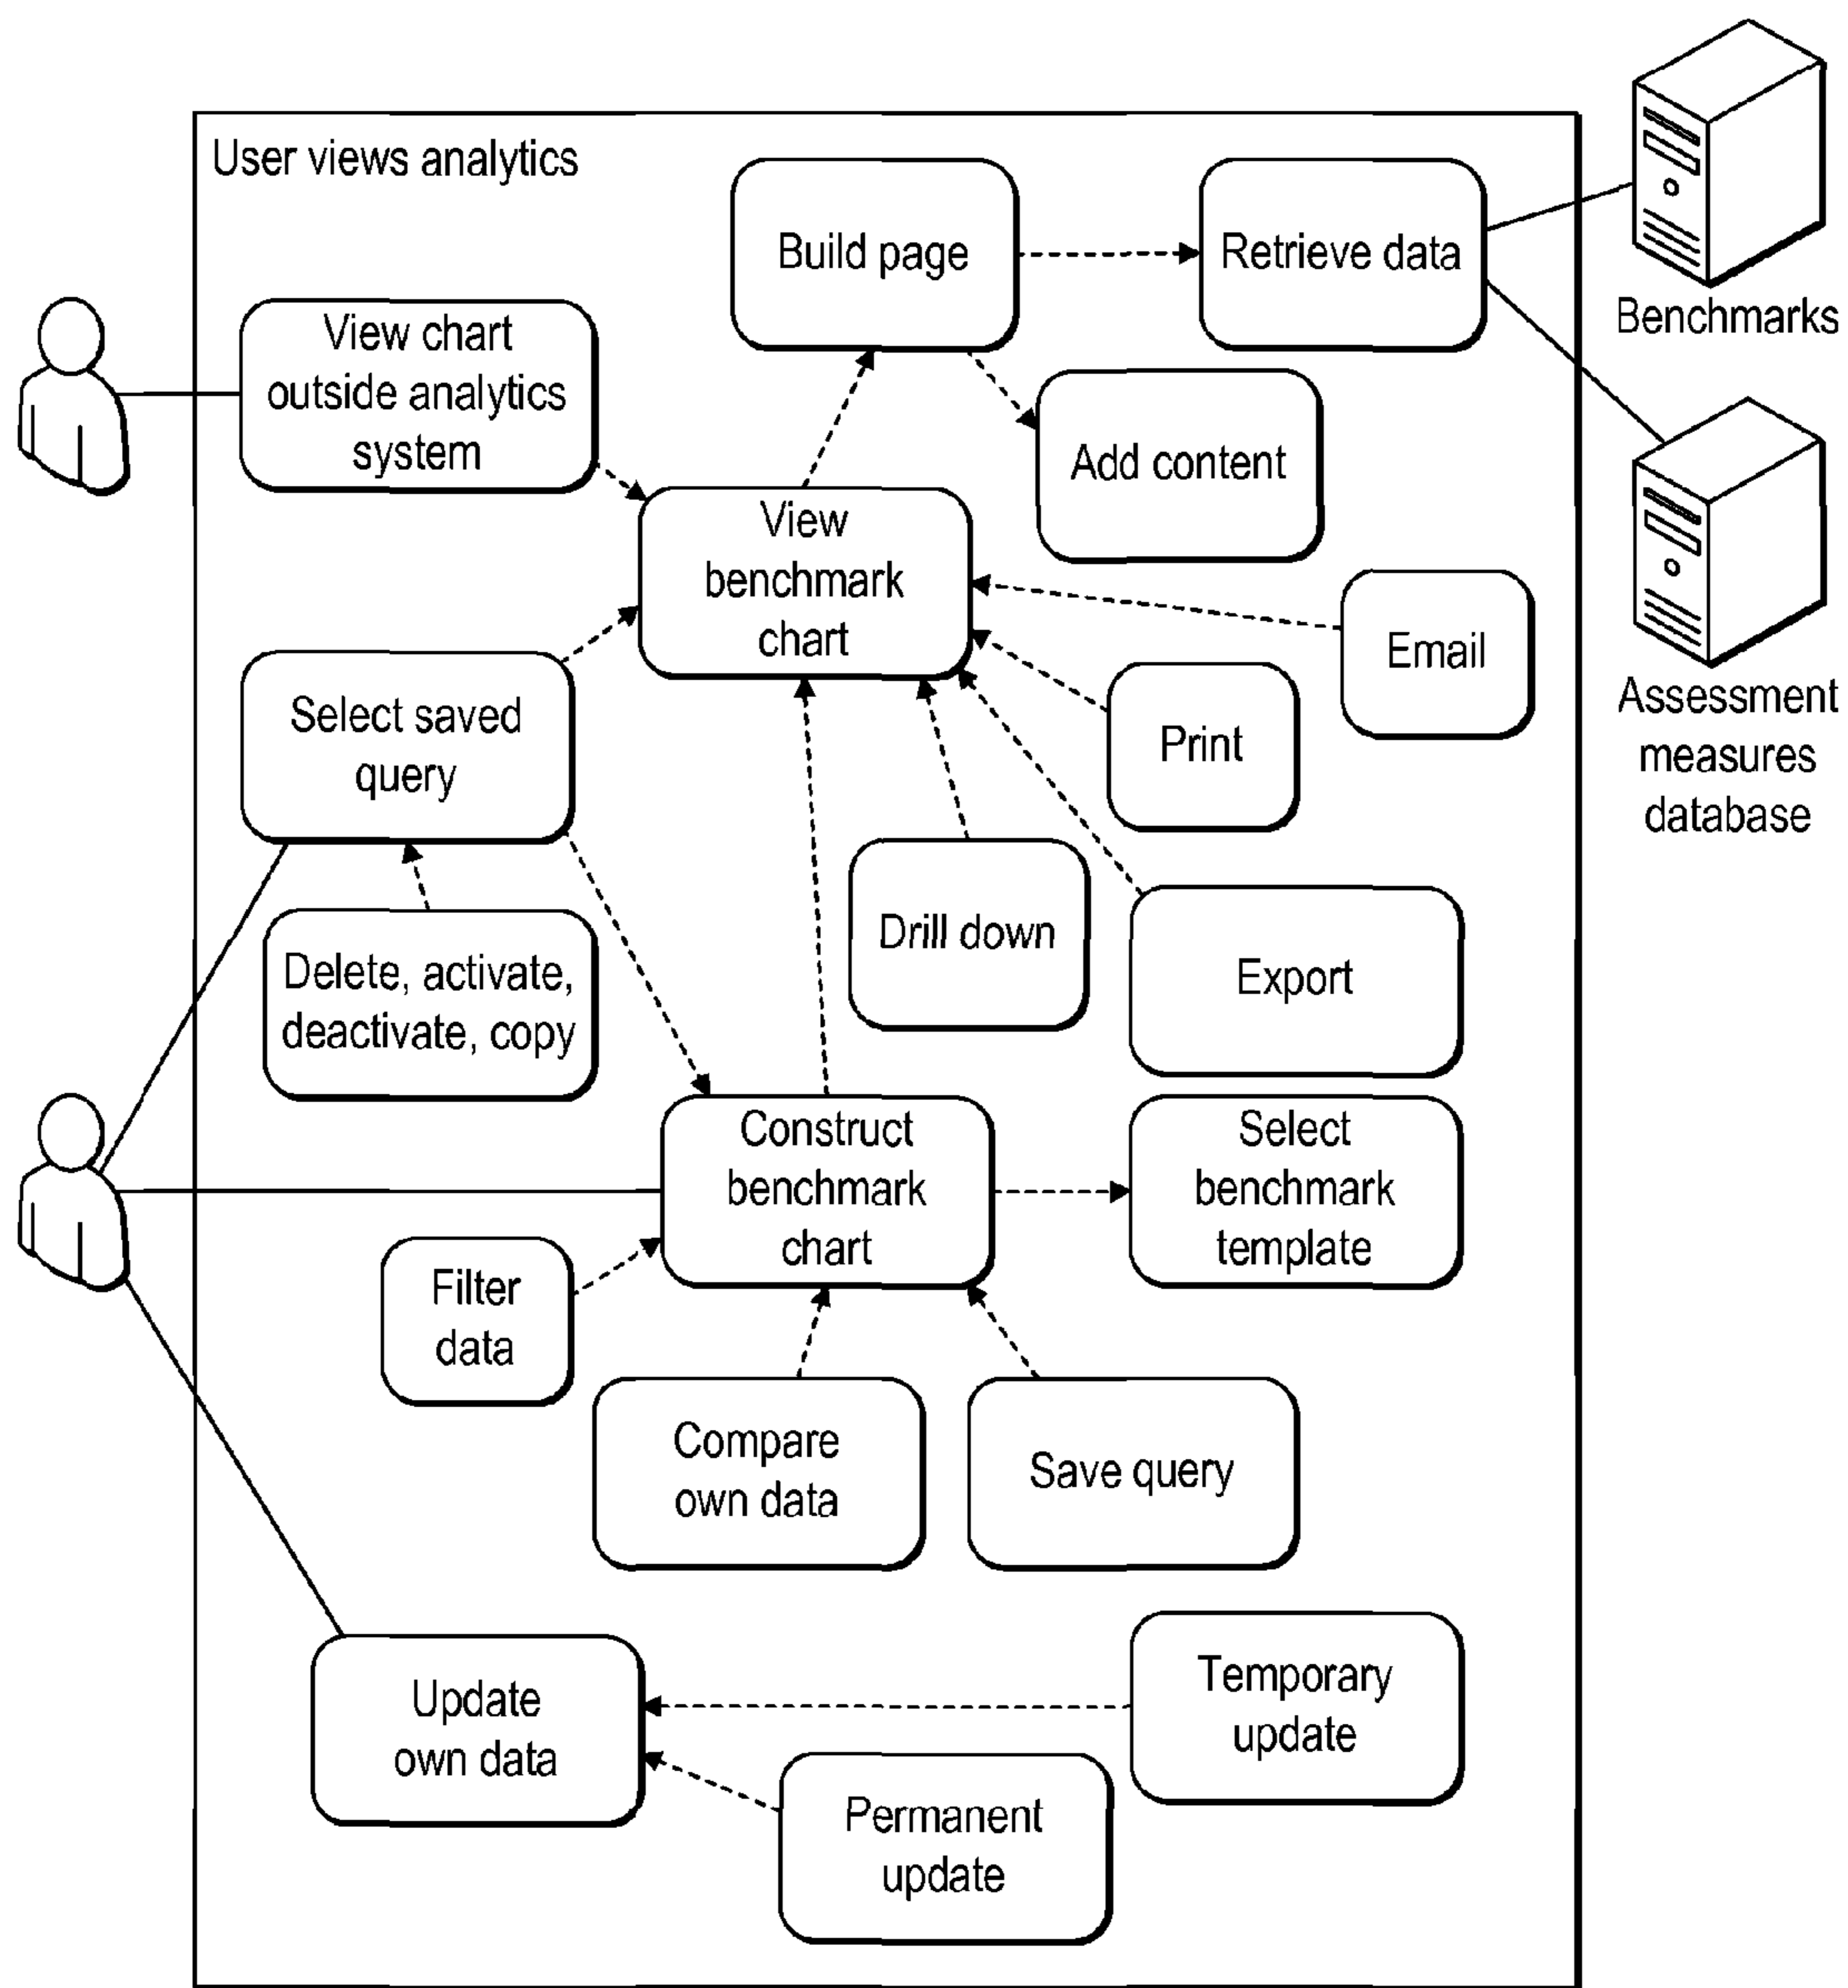 User views analytics
Build page
Retrieve data
Benchmarks
View chart
outside analytics
system
Add content
View
benchmark
chart
Email
Assessment
measures
database
Select saved
query
Print
Drill down
Export
Delete, activate,
deactivate, copy
Construct
benchmark
chart
Select
benchmark
template
Filter
data
Compare
own data
Save query
Update
own data
Temporary
update
Permanent
update